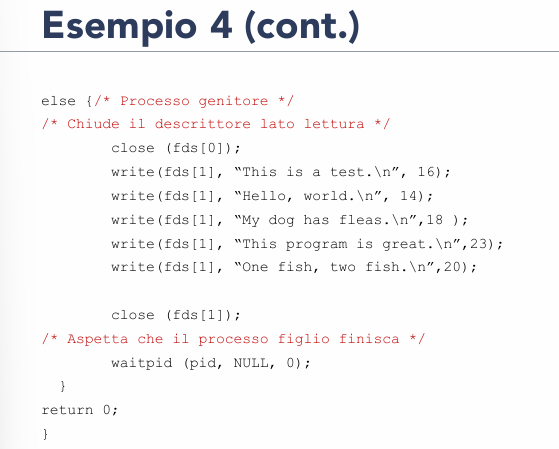 Esempio 4 (cont.)
else {/* Processo genitore */
/* Chiude il descrittore lato lettura */
close (fds[0]);
write(fds[1], “This is a test.\n”, 16);
write(fds[1], “Hello, world.\n”, 14);
write(fds[1], “My dog has fleas.\n”,18 );
write(fds[1], “This program is great.\n”,23);
write(fds[1], “One fish, two fish.\n”,20);
close (fds[1]);
/* Aspetta che il processo figlio finisca */
waitpid (pid, NULL, 0);
}
return 0;
}